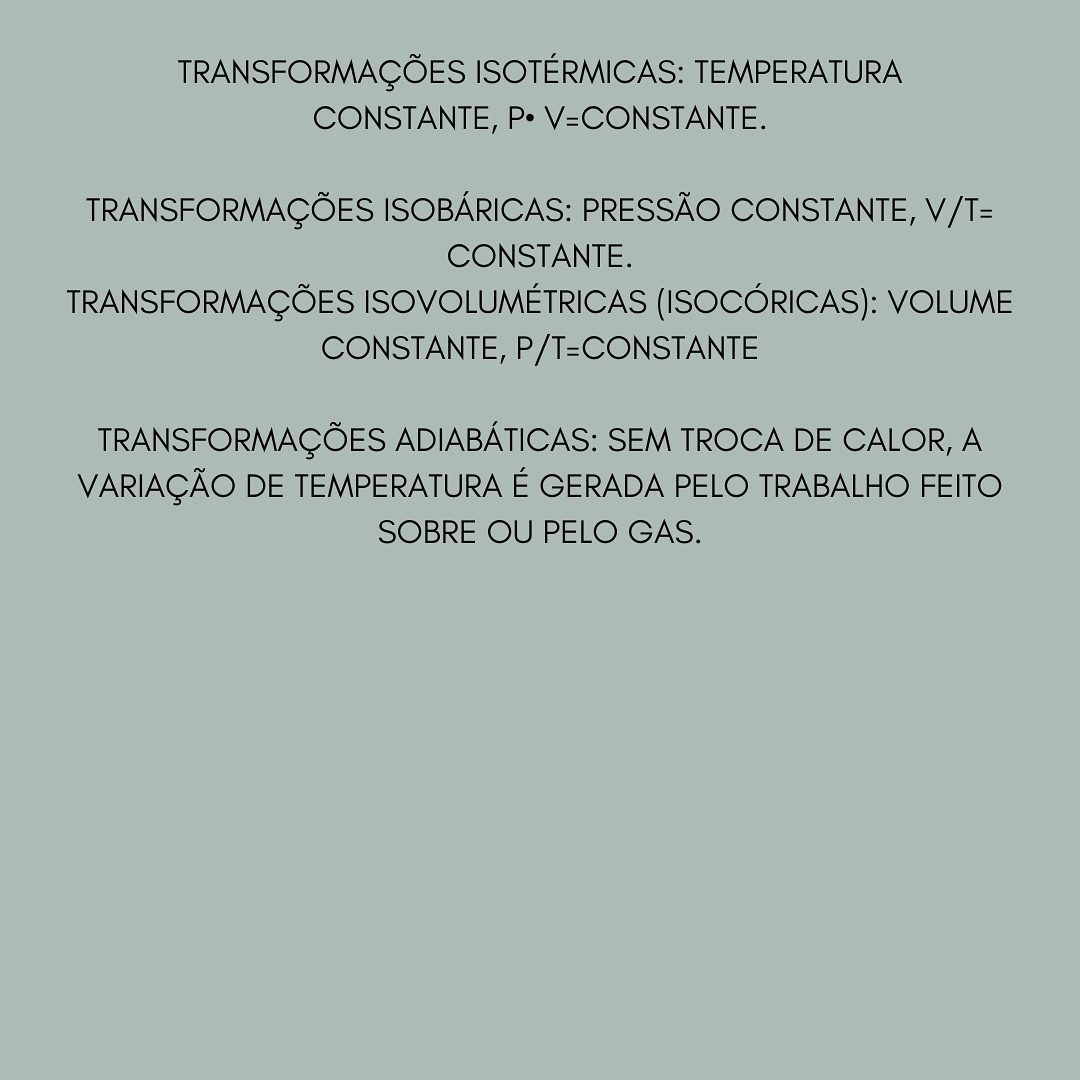 TRANSFORMAÇÕES ISOTÉRMICAS: TEMPERATURA
CONSTANTE, P• V=CONSTANTE.
TRANSFORMAÇÕES ISOBÁRICAS: PRESSÃO CONSTANTE, V/T=
CONSTANTE.
TRANSFORMAÇÕES ISOVOLUMÉTRICAS (ISOCÓRICAS): VOLUME
CONSTANTE, P/T=CONSTANTE
TRANSFORMAÇÕES ADIABÁTICAS: SEM TROCA DE CALOR, A
VARIAÇÃO DE TEMPERATURA É GERADA PELO TRABALHO FEITO
SOBRE OU PELO GAS.